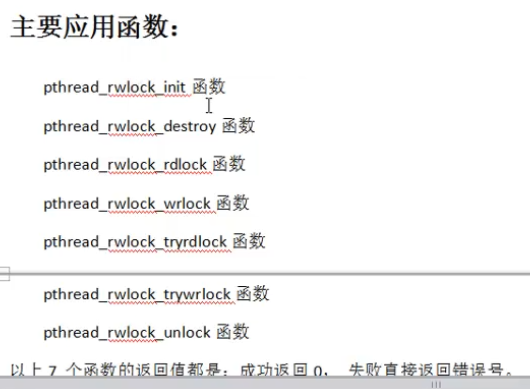 主要应用函数：
pthread_rwlock_init 函数
pthread_rwlock_destroy 函数
pthread_rwlock_rdlock 函数
pthread_rwlock_wrlock 函数
pthread_rwlock_tryrdlock 函数
pthread_rwlock_trywrlock 函数
pthread_rwlock_unlock 函数
以上 7 个函数的返回值都是：成功返回 0， 失败直接返回错误号。